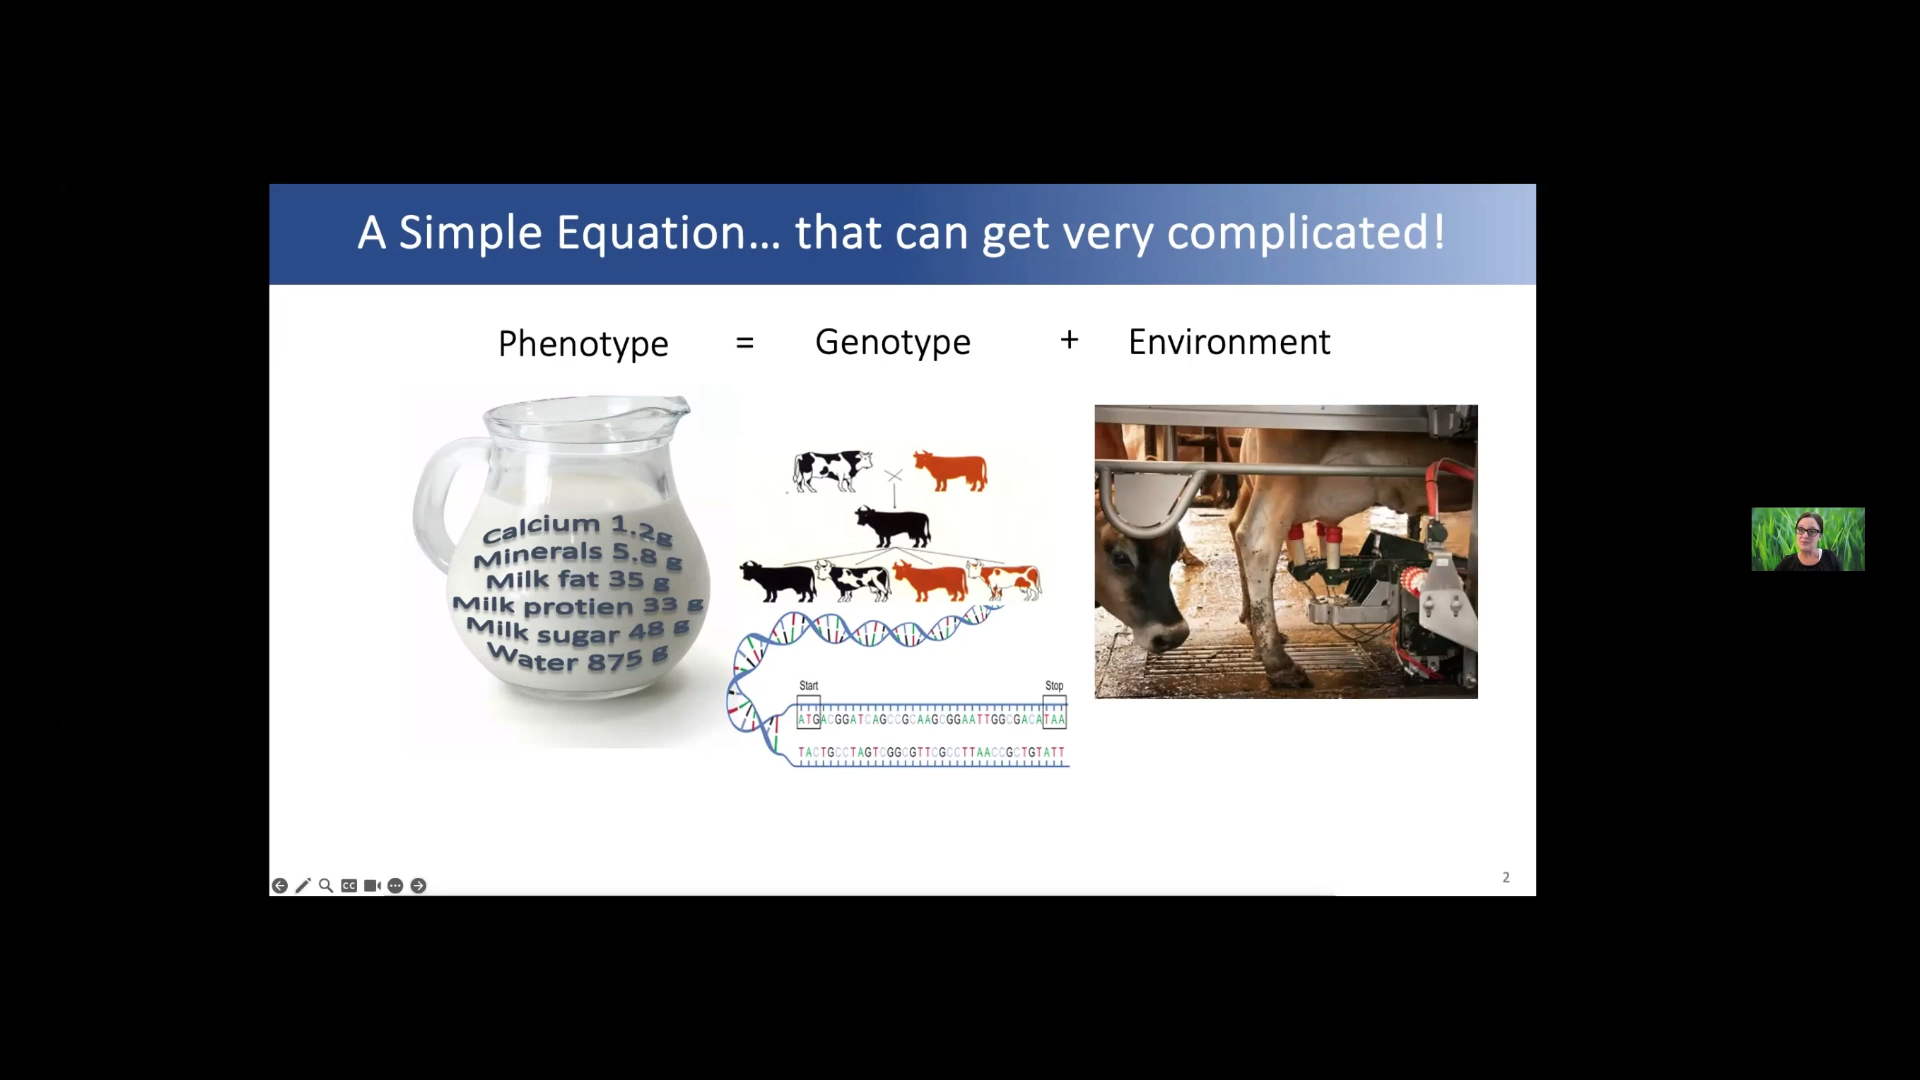 A Simple Equation... that can get very complicated!
Phenotype = Genotype + Environment
Calcium 1.2g
Minerals 5.8 g
Milk fat 35 g
Milk protien 33 g
Milk sugar 48 g
Water 875 g
Start Stop
ATGACGGATCAGCCGCAAGCGGAATTGGCGACATAA
TACTGCCTAGTCGGCGTTCGCCTTAACCGCTGTATT
CC
2